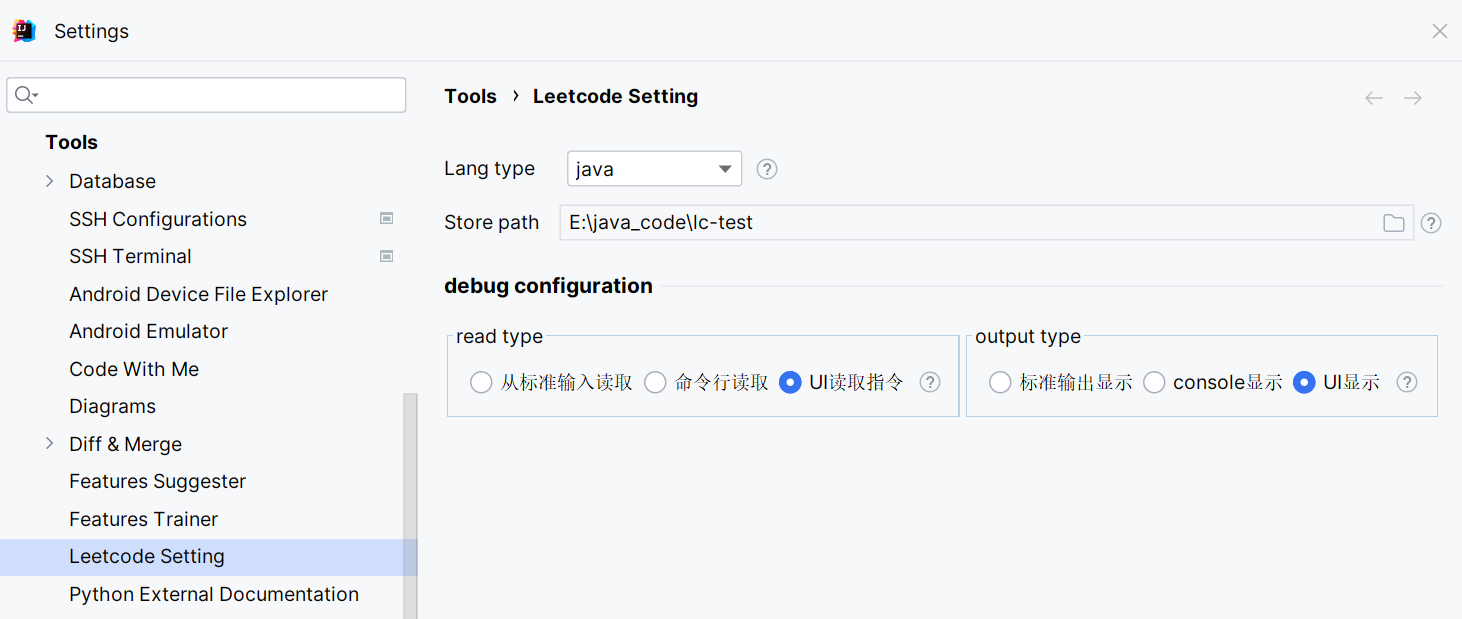 Settings
Tools
Database
SSH Configurations
SSH Terminal
Android Device File Explorer
Android Emulator
Code With Me
Diagrams
Diff & Merge
Features Suggester
Features Trainer
Leetcode Setting
Python External Documentation
Tools › Leetcode Setting
Lang type java ?
Store path E:\java_code\lc-test ?
debug configuration
read type
从标准输入读取 命令行读取 UI读取指令 ?
output type
标准输出显示 console显示 UI显示 ?